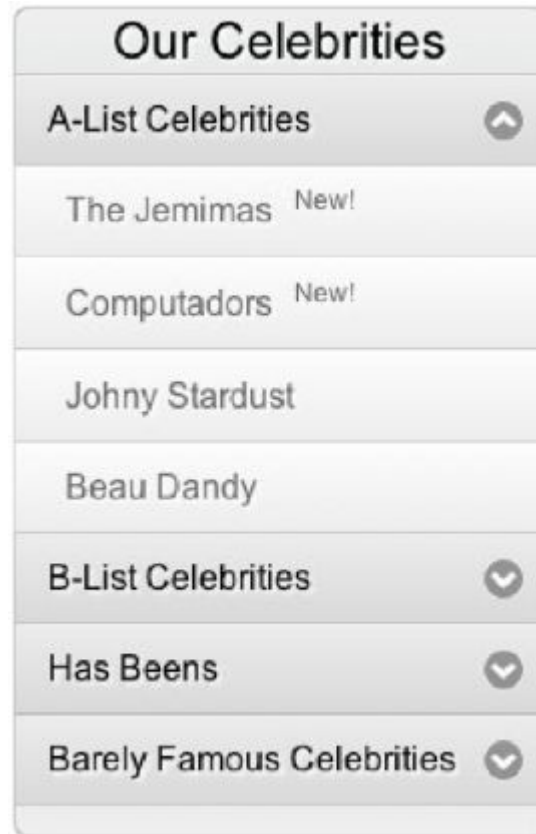 Our Celebrities
A-List Celebrities
The Jemimas New!
Computadors New!
Johny Stardust
Beau Dandy
B-List Celebrities
Has Beens
Barely Famous Celebrities